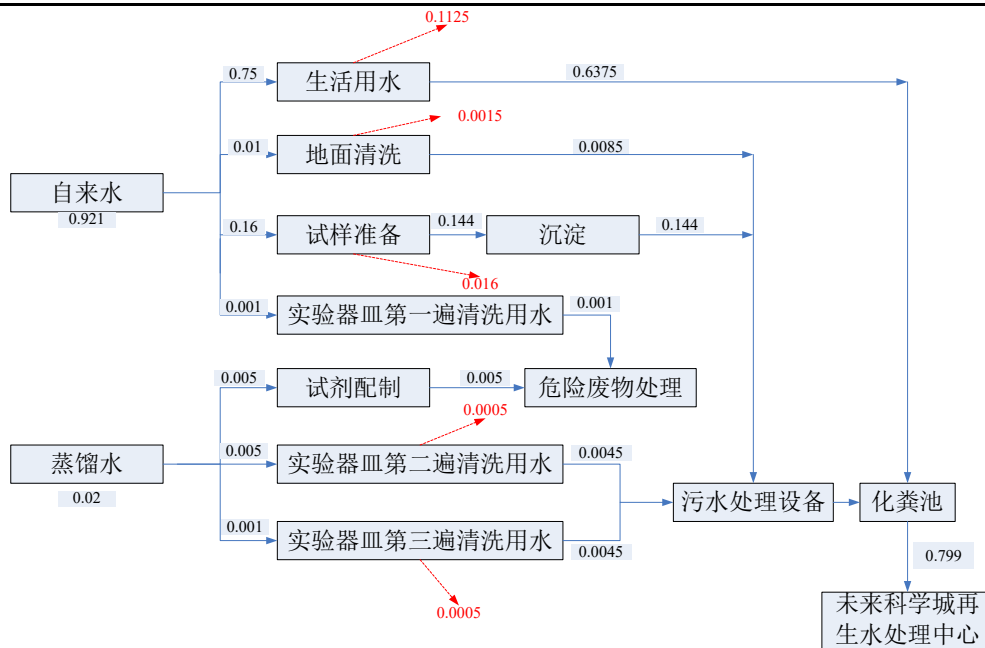 0.1125
0.75
生活用水
0.6375
0.0015
0.01
地面清洗
0.0085
自来水
0.921
0.16
试样准备
0.144
沉淀
0.144
0.016
0.001
实验器皿第一遍清洗用水
0.001
0.005
试剂配制
0.005
危险废物处理
0.0005
蒸馏水
0.02
0.005
实验器皿第二遍清洗用水
0.0045
污水处理设备
化粪池
0.001
实验器皿第三遍清洗用水
0.0045
0.799
0.0005
未来科学城再
生水处理中心